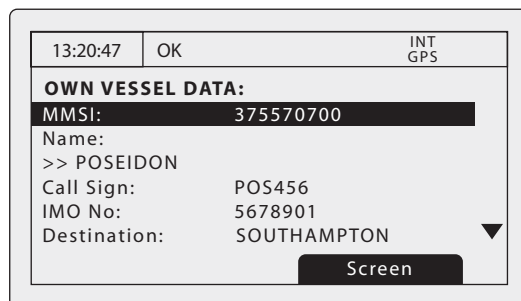 13:20:47 OK INT
GPS
OWN VESSEL DATA:
MMSI: 375570700
Name:
>> POSEIDON
Call Sign: POS456
IMO No: 5678901
Destination: SOUTHAMPTON
Screen